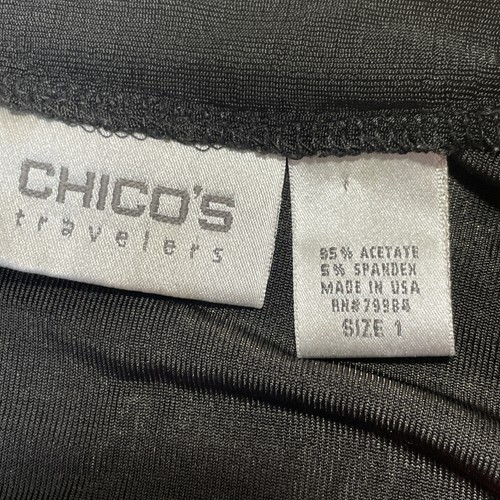 CHICO'S
travelers
95% ACETATE
5% SPANDEX
MADE IN USA
RN#79984
SIZE 1